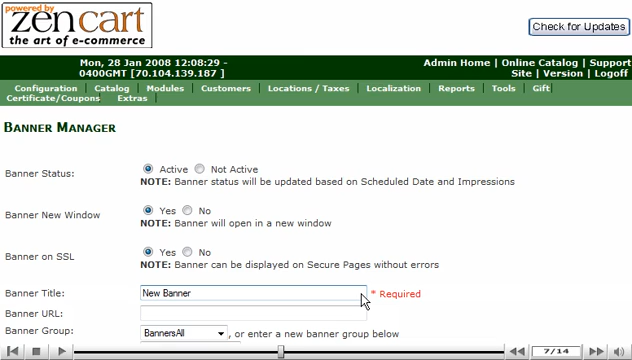 powered by
zen cart
the art of e-commerce
Check for Updates
Mon, 28 Jan 2008 12:08:29 -
0400GMT [70.104.139.187 ]
Admin Home | Online Catalog | Support
Site | Version | Logoff
Configuration Catalog Modules Customers Locations / Taxes Localization Reports Tools Gift
Certificate/Coupons Extras
BANNER MANAGER
Banner Status: Active Not Active
NOTE: Banner status will be updated based on Scheduled Date and Impressions
Banner New Window Yes No
NOTE: Banner will open in a new window
Banner on SSL Yes No
NOTE: Banner can be displayed on Secure Pages without errors
Banner Title: New Banner * Required
Banner URL:
Banner Group: BannersAll , or enter a new banner group below
7/14